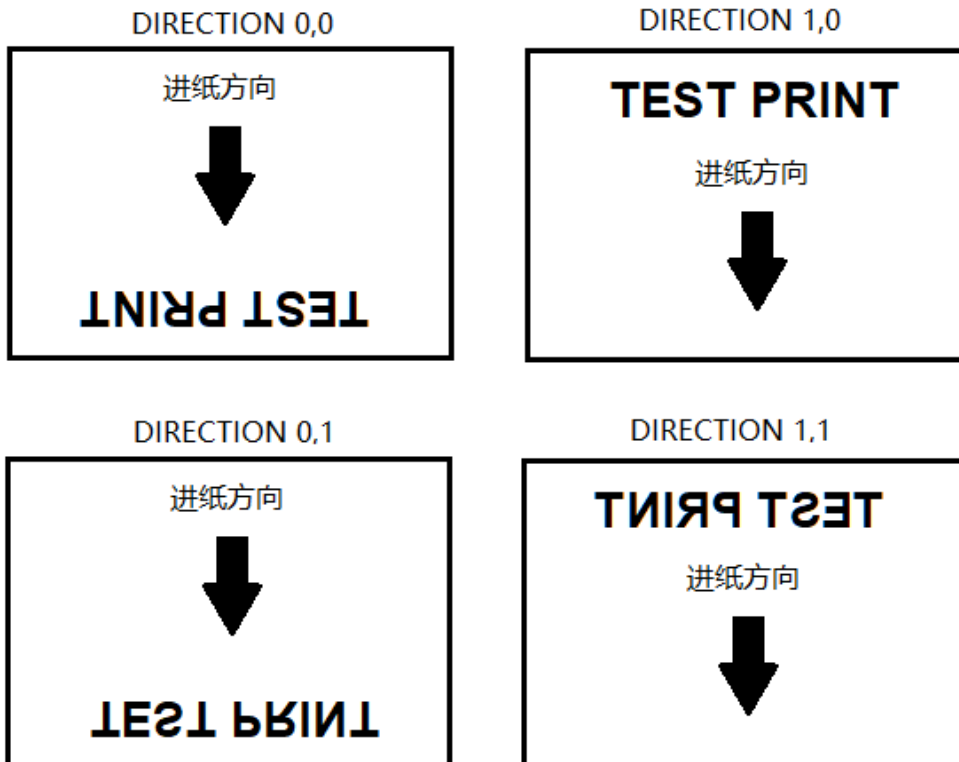 DIRECTION 0,0
进纸方向
TEST PRINT
DIRECTION 1,0
TEST PRINT
进纸方向
DIRECTION 0,1
进纸方向
TEST PRINT
DIRECTION 1,1
TEST PRINT
进纸方向